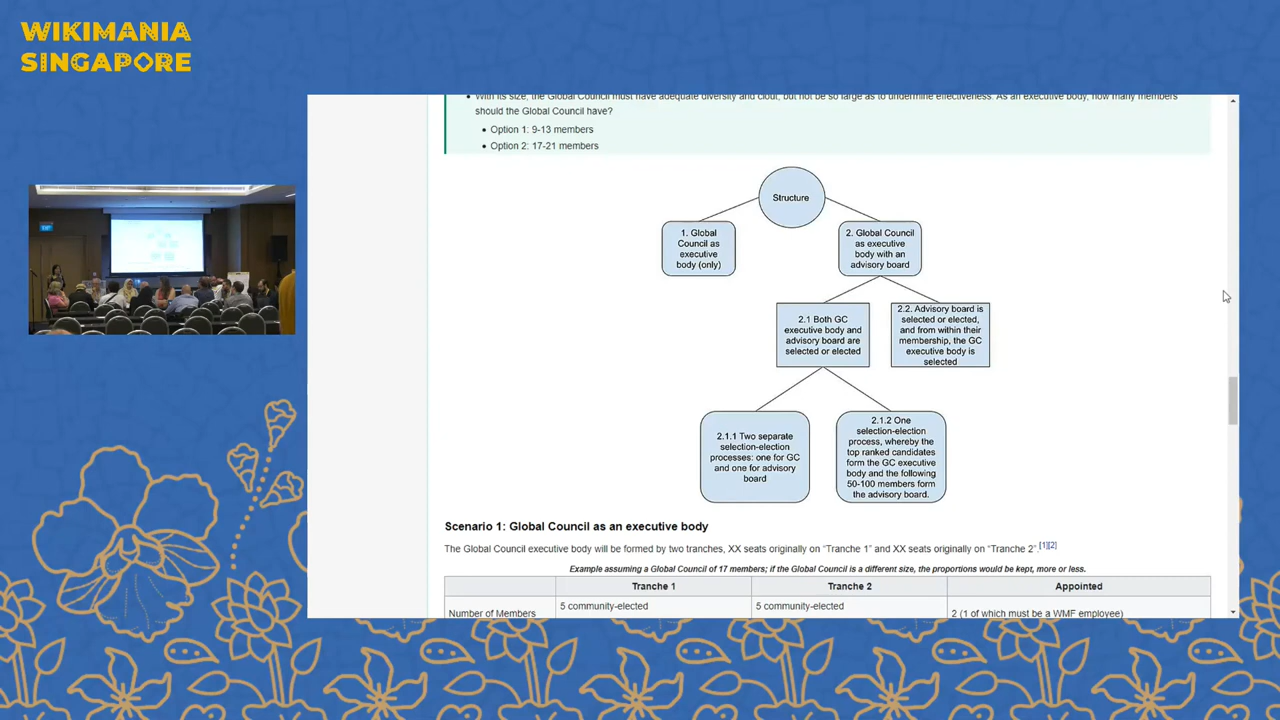 WIKIMANIA
SINGAPORE
With its size, the Global Council must have adequate diversity and clout, but not be so large as to undermine effectiveness. As an executive body, how many members
should the Global Council have?
Option 1: 9-13 members
Option 2: 17-21 members
Structure
1. Global
Council as
executive
body (only)
2. Global Council
as executive
body with an
advisory board
2.1 Both GC
executive body and
advisory board are
selected or elected
2.2. Advisory board is
selected or elected,
and from within their
membership, the GC
executive body is
selected
2.1.1 Two separate
selection-election
processes: one for GC
and one for advisory
board
2.1.2 One
selection-election
process, whereby the
top ranked candidates
form the GC executive
body and the following
50-100 members form
the advisory board.
Scenario 1: Global Council as an executive body
The Global Council executive body will be formed by two tranches, XX seats originally on "Tranche 1" and XX seats originally on "Tranche 2".[1][2]
Example assuming a Global Council of 17 members; if the Global Council is a different size, the proportions would be kept, more or less.
Tranche 1 Tranche 2 Appointed
Number of Members 5 community-elected 5 community-elected 2 (1 of which must be a WMF employee)